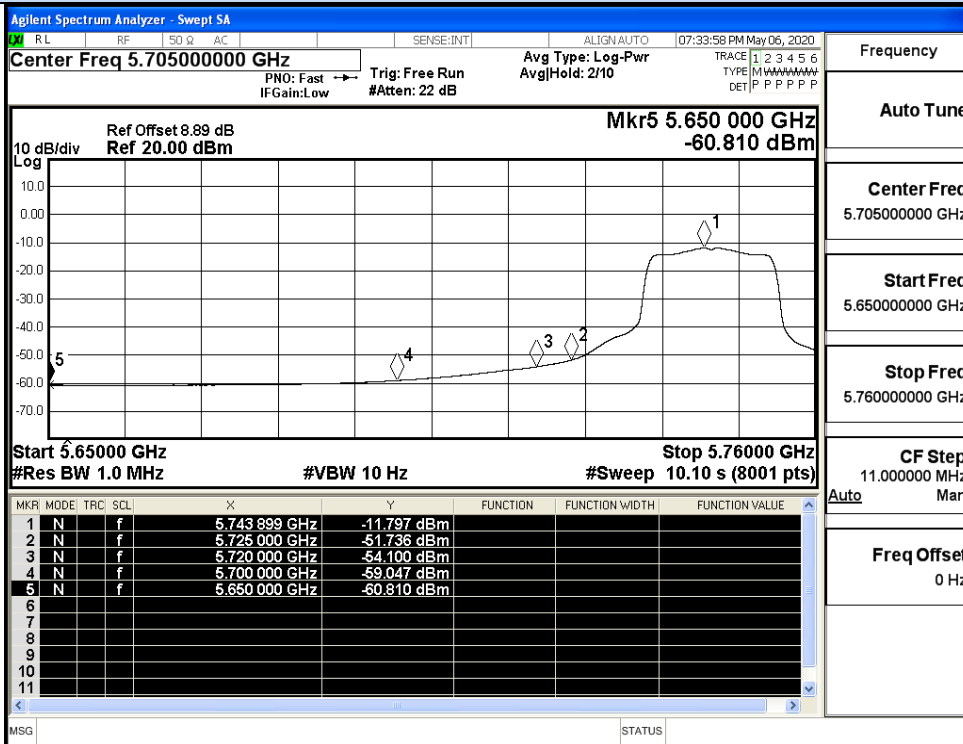 Agilent Spectrum Analyzer - Swept SA
LXI RL RF 50 Ω AC SENSE:INT ALIGN AUTO 07:33:58 PM May 06, 2020
Center Freq 5.705000000 GHz
PNO: Fast
IFGain:Low
Trig: Free Run
#Atten: 22 dB
Avg Type: Log-Pwr
Avg|Hold: 2/10
TRACE 1 2 3 4 5 6
TYPE M WWWWW
DET P P P P P P
Mkr5 5.650 000 GHz
-60.810 dBm
Ref Offset 8.89 dB
10 dB/div Ref 20.00 dBm
Log
10.0
0.00
-10.0
-20.0
-30.0
-40.0
-50.0
-60.0
-70.0
1
2
3
4
5
Start 5.65000 GHz Stop 5.76000 GHz
#Res BW 1.0 MHz #VBW 10 Hz #Sweep 10.10 s (8001 pts)
MKR MODE TRC SCL X Y FUNCTION FUNCTION WIDTH FUNCTION VALUE
1 N f 5.743 899 GHz -11.797 dBm
2 N f 5.725 000 GHz -51.736 dBm
3 N f 5.720 000 GHz -54.100 dBm
4 N f 5.700 000 GHz -59.047 dBm
5 N f 5.650 000 GHz -60.810 dBm
6
7
8
9
10
11
MSG STATUS
Frequency
Auto Tune
Center Freq
5.705000000 GHz
Start Freq
5.650000000 GHz
Stop Freq
5.760000000 GHz
CF Step
11.000000 MHz
Auto Man
Freq Offset
0 Hz